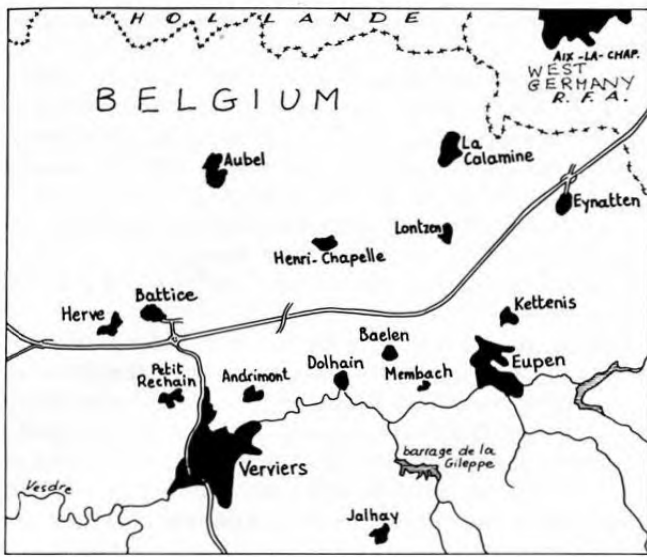 HOLLANDE
AIX-LA-CHAP.
WEST
GERMANY
R.F.A.
BELGIUM
Aubel
La
Calamine
Eynatten
Lontzen
Henri-Chapelle
Battice
Herve
Kettenis
Baelen
Eupen
Petit
Rechain
Andrimont
Dolhain
Membach
barrage de la
Gileppe
Verviers
Vesdre
Jalhay